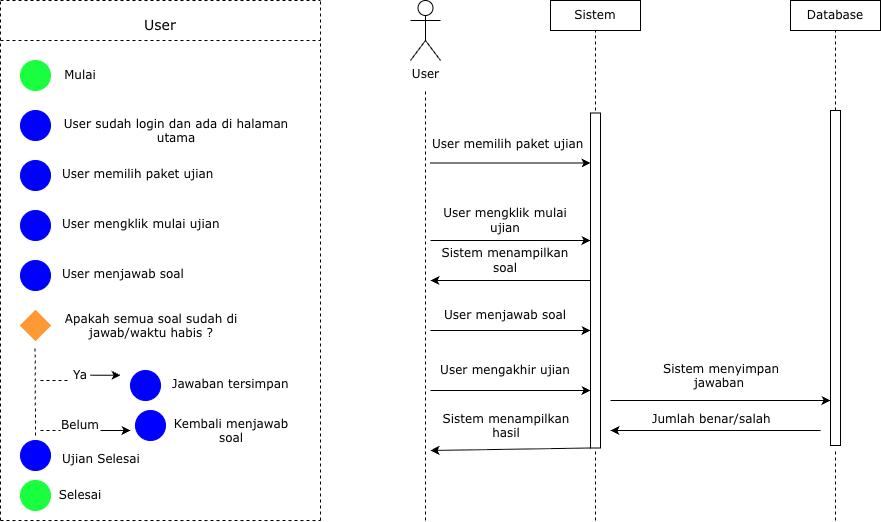 User
Mulai
User sudah login dan ada di halaman
utama
User memilih paket ujian
User mengklik mulai ujian
User menjawab soal
Apakah semua soal sudah di
jawab/waktu habis ?
Ya
Jawaban tersimpan
Belum
Kembali menjawab
soal
Ujian Selesai
Selesai
User
Sistem
Database
User memilih paket ujian
User mengklik mulai
ujian
Sistem menampilkan
soal
User menjawab soal
User mengakhir ujian
Sistem menyimpan
jawaban
Jumlah benar/salah
Sistem menampilkan
hasil